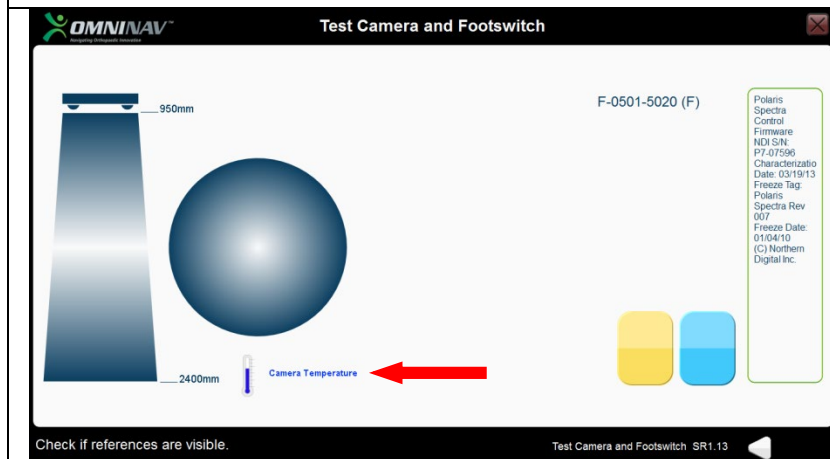 OMNINAV™
Navigating Orthopaedic Innovation
Test Camera and Footswitch
950mm
F-0501-5020 (F)
Polaris
Spectra
Control
Firmware
NDI S/N:
P7-07596
Characterizatio
Date: 03/19/13
Freeze Tag:
Polaris
Spectra Rev
007
Freeze Date:
01/04/10
(C) Northern
Digital Inc.
Camera Temperature
2400mm
Check if references are visible.
Test Camera and Footswitch SR1.13